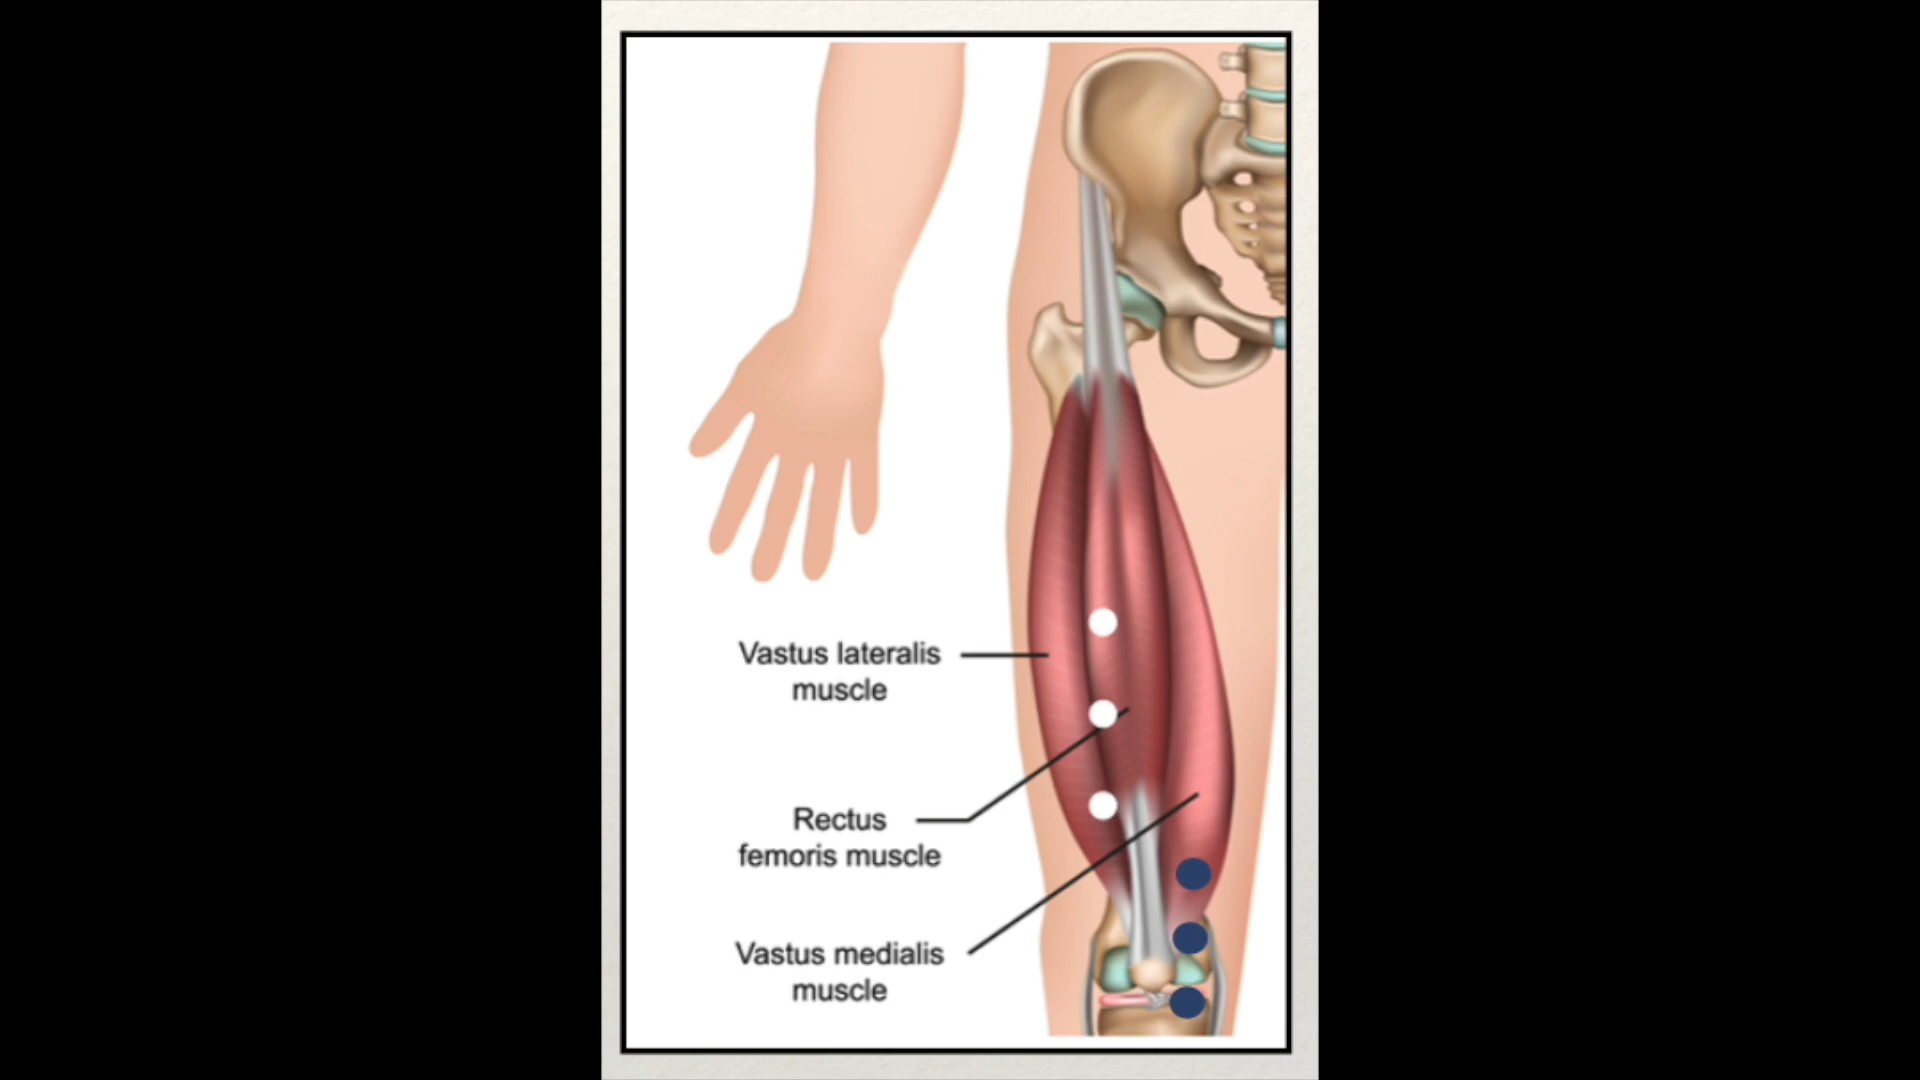 Vastus lateralis
muscle
Rectus
femoris muscle
Vastus medialis
muscle